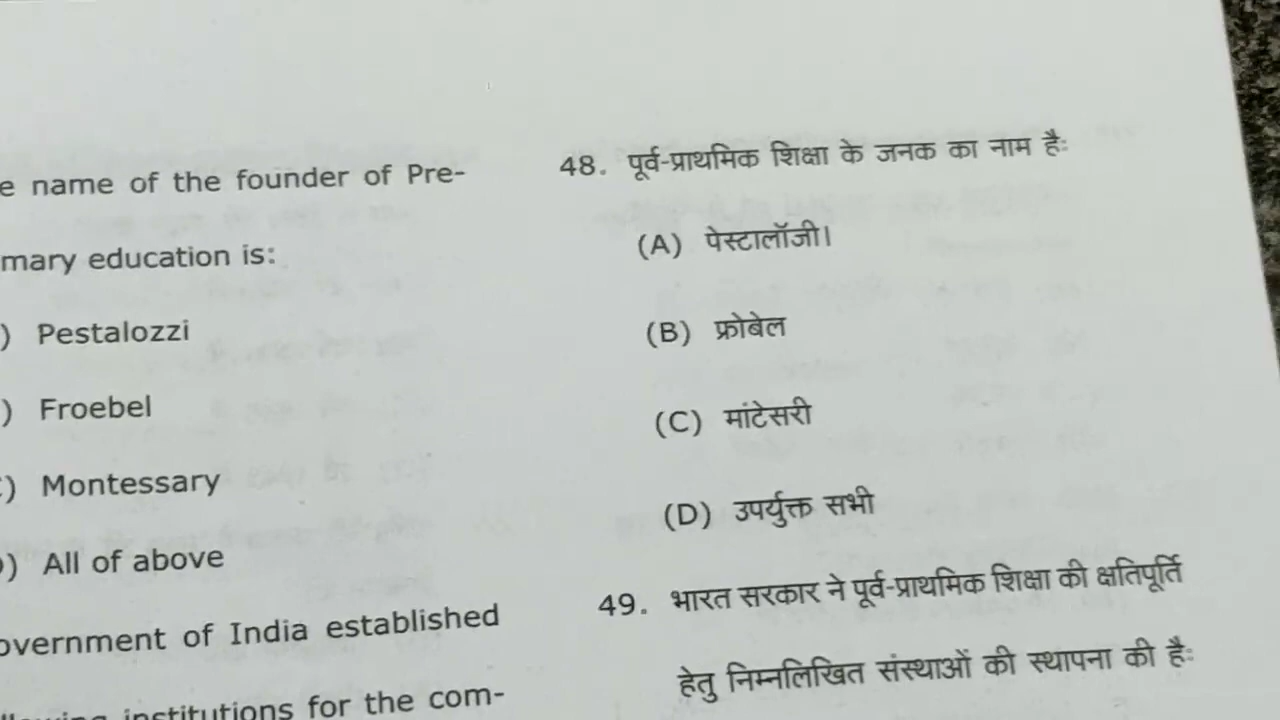 name of the founder of Pre-
mary education is:
) Pestalozzi
) Froebel
) Montessary
) All of above
overnment of India established
institutions for the com-
48. पूर्व-प्राथमिक शिक्षा के जनक का नाम हैः
(A) पेस्टालॉजी।
(B) फ्रोबेल
(C) मांटेसरी
(D) उपर्युक्त सभी
49. भारत सरकार ने पूर्व-प्राथमिक शिक्षा की क्षतिपूर्ति
हेतु निम्नलिखित संस्थाओं की स्थापना की हैः